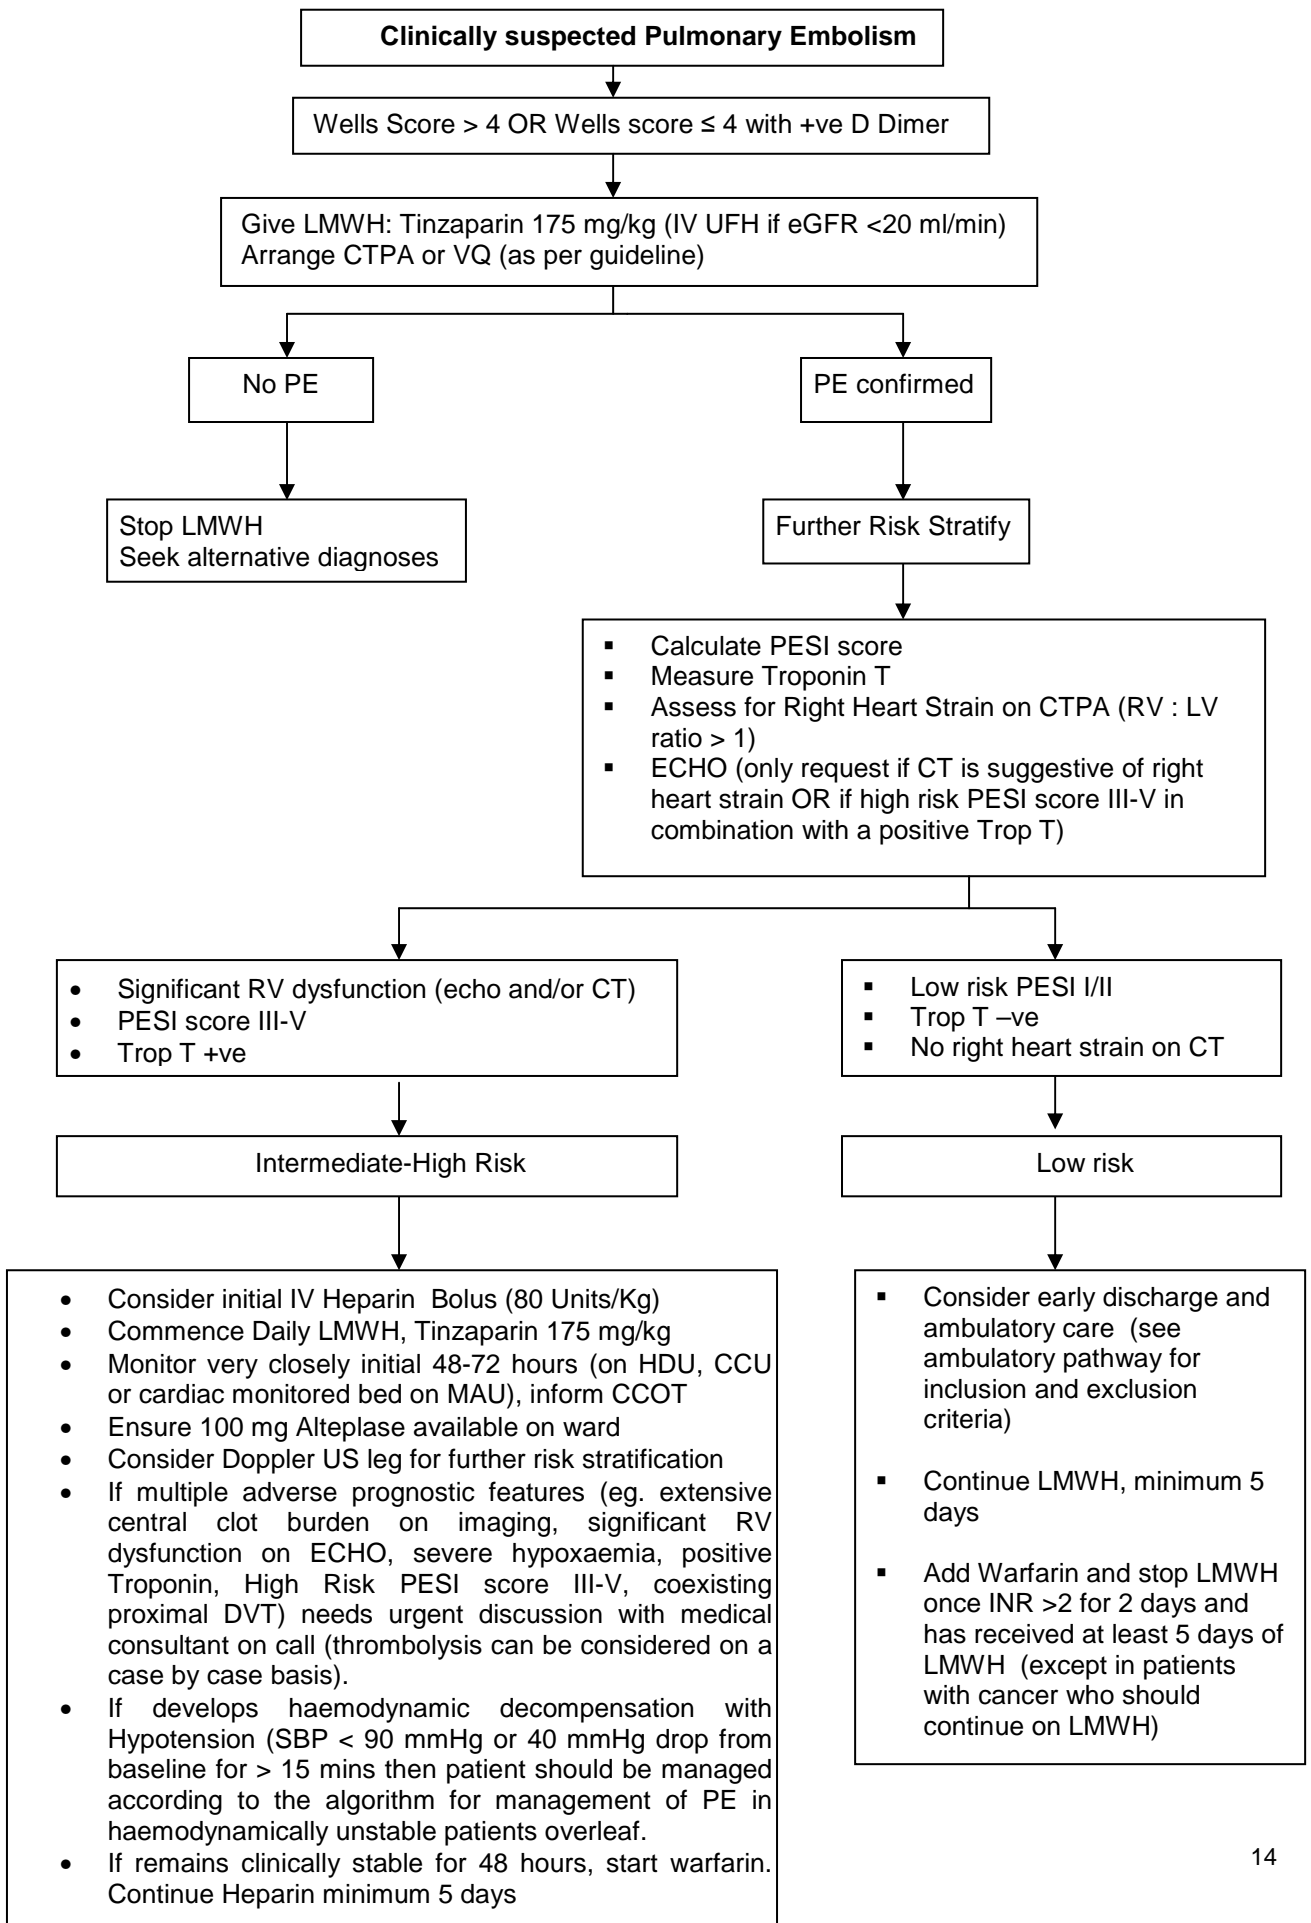 Clinically suspected Pulmonary Embolism
Wells Score > 4 OR Wells score ≤ 4 with +ve D Dimer
Give LMWH: Tinzaparin 175 mg/kg (IV UFH if eGFR <20 ml/min)
Arrange CTPA or VQ (as per guideline)
No PE
PE confirmed
Stop LMWH
Seek alternative diagnoses
Further Risk Stratify
▪ Calculate PESI score
▪ Measure Troponin T
▪ Assess for Right Heart Strain on CTPA (RV : LV
ratio > 1)
▪ ECHO (only request if CT is suggestive of right
heart strain OR if high risk PESI score III-V in
combination with a positive Trop T)
• Significant RV dysfunction (echo and/or CT)
• PESI score III-V
• Trop T +ve
▪ Low risk PESI I/II
▪ Trop T –ve
▪ No right heart strain on CT
Intermediate-High Risk
Low risk
• Consider initial IV Heparin Bolus (80 Units/Kg)
• Commence Daily LMWH, Tinzaparin 175 mg/kg
• Monitor very closely initial 48-72 hours (on HDU, CCU
or cardiac monitored bed on MAU), inform CCOT
• Ensure 100 mg Alteplase available on ward
• Consider Doppler US leg for further risk stratification
• If multiple adverse prognostic features (eg. extensive
central clot burden on imaging, significant RV
dysfunction on ECHO, severe hypoxaemia, positive
Troponin, High Risk PESI score III-V, coexisting
proximal DVT) needs urgent discussion with medical
consultant on call (thrombolysis can be considered on a
case by case basis).
• If develops haemodynamic decompensation with
Hypotension (SBP < 90 mmHg or 40 mmHg drop from
baseline for > 15 mins then patient should be managed
according to the algorithm for management of PE in
haemodynamically unstable patients overleaf.
• If remains clinically stable for 48 hours, start warfarin.
Continue Heparin minimum 5 days
▪ Consider early discharge and
ambulatory care (see
ambulatory pathway for
inclusion and exclusion
criteria)
▪ Continue LMWH, minimum 5
days
▪ Add Warfarin and stop LMWH
once INR >2 for 2 days and
has received at least 5 days of
LMWH (except in patients
with cancer who should
continue on LMWH)
14